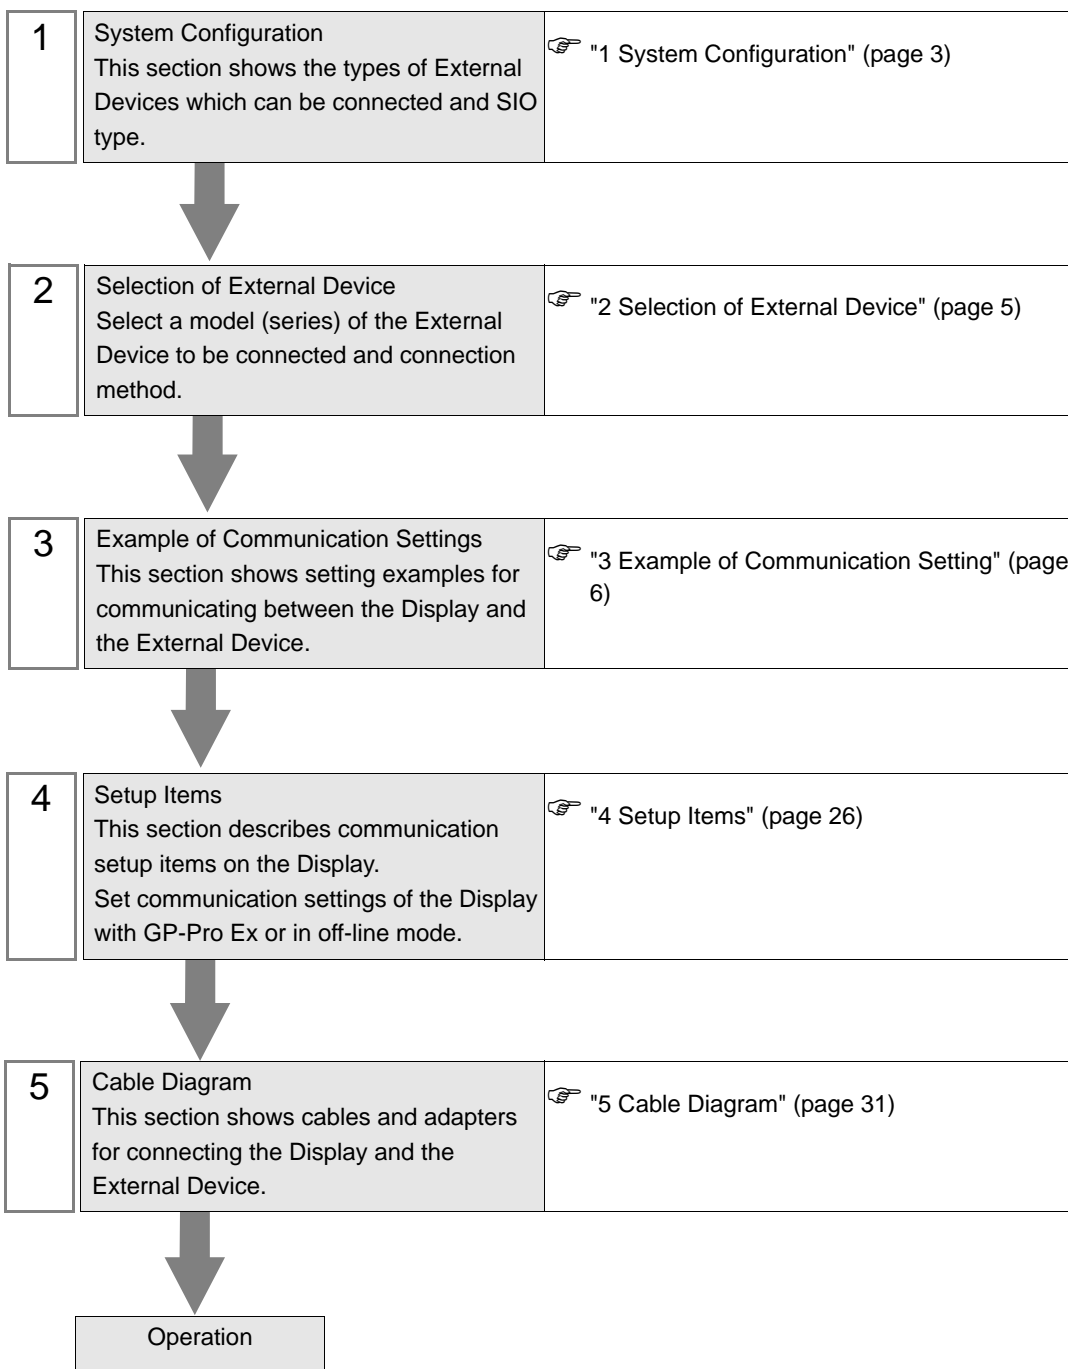 1
System Configuration
This section shows the types of External
Devices which can be connected and SIO
type.
"1 System Configuration" (page 3)
2
Selection of External Device
Select a model (series) of the External
Device to be connected and connection
method.
"2 Selection of External Device" (page 5)
3
Example of Communication Settings
This section shows setting examples for
communicating between the Display and
the External Device.
"3 Example of Communication Setting" (page
6)
4
Setup Items
This section describes communication
setup items on the Display.
Set communication settings of the Display
with GP-Pro Ex or in off-line mode.
"4 Setup Items" (page 26)
5
Cable Diagram
This section shows cables and adapters
for connecting the Display and the
External Device.
"5 Cable Diagram" (page 31)
Operation